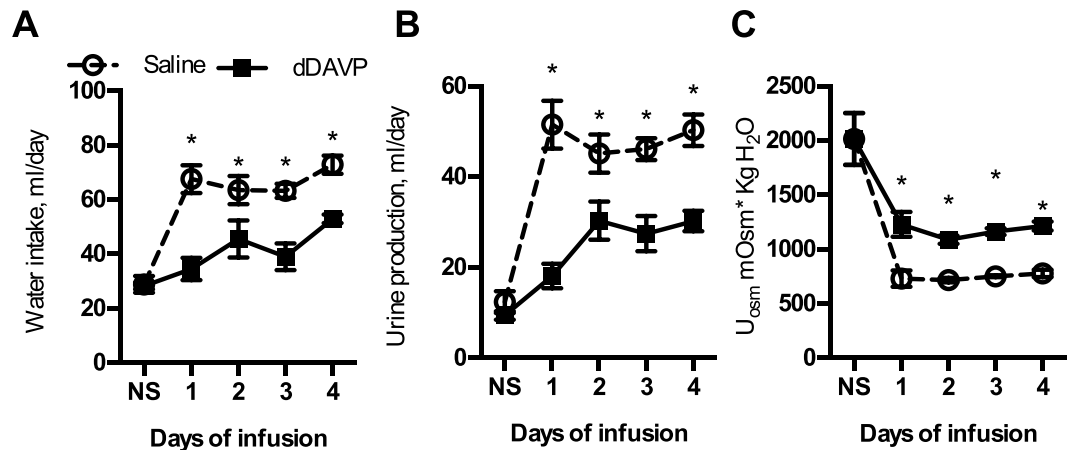 A
Saline
dDAVP
Water intake, ml/day
100
80
60
40
20
0
NS 1 2 3 4
Days of infusion
B
Urine production, ml/day
60
40
20
0
* * * *
NS 1 2 3 4
Days of infusion
C
Uosm mOsm* Kg H2O
2500
2000
1500
1000
500
0
* * * *
NS 1 2 3 4
Days of infusion